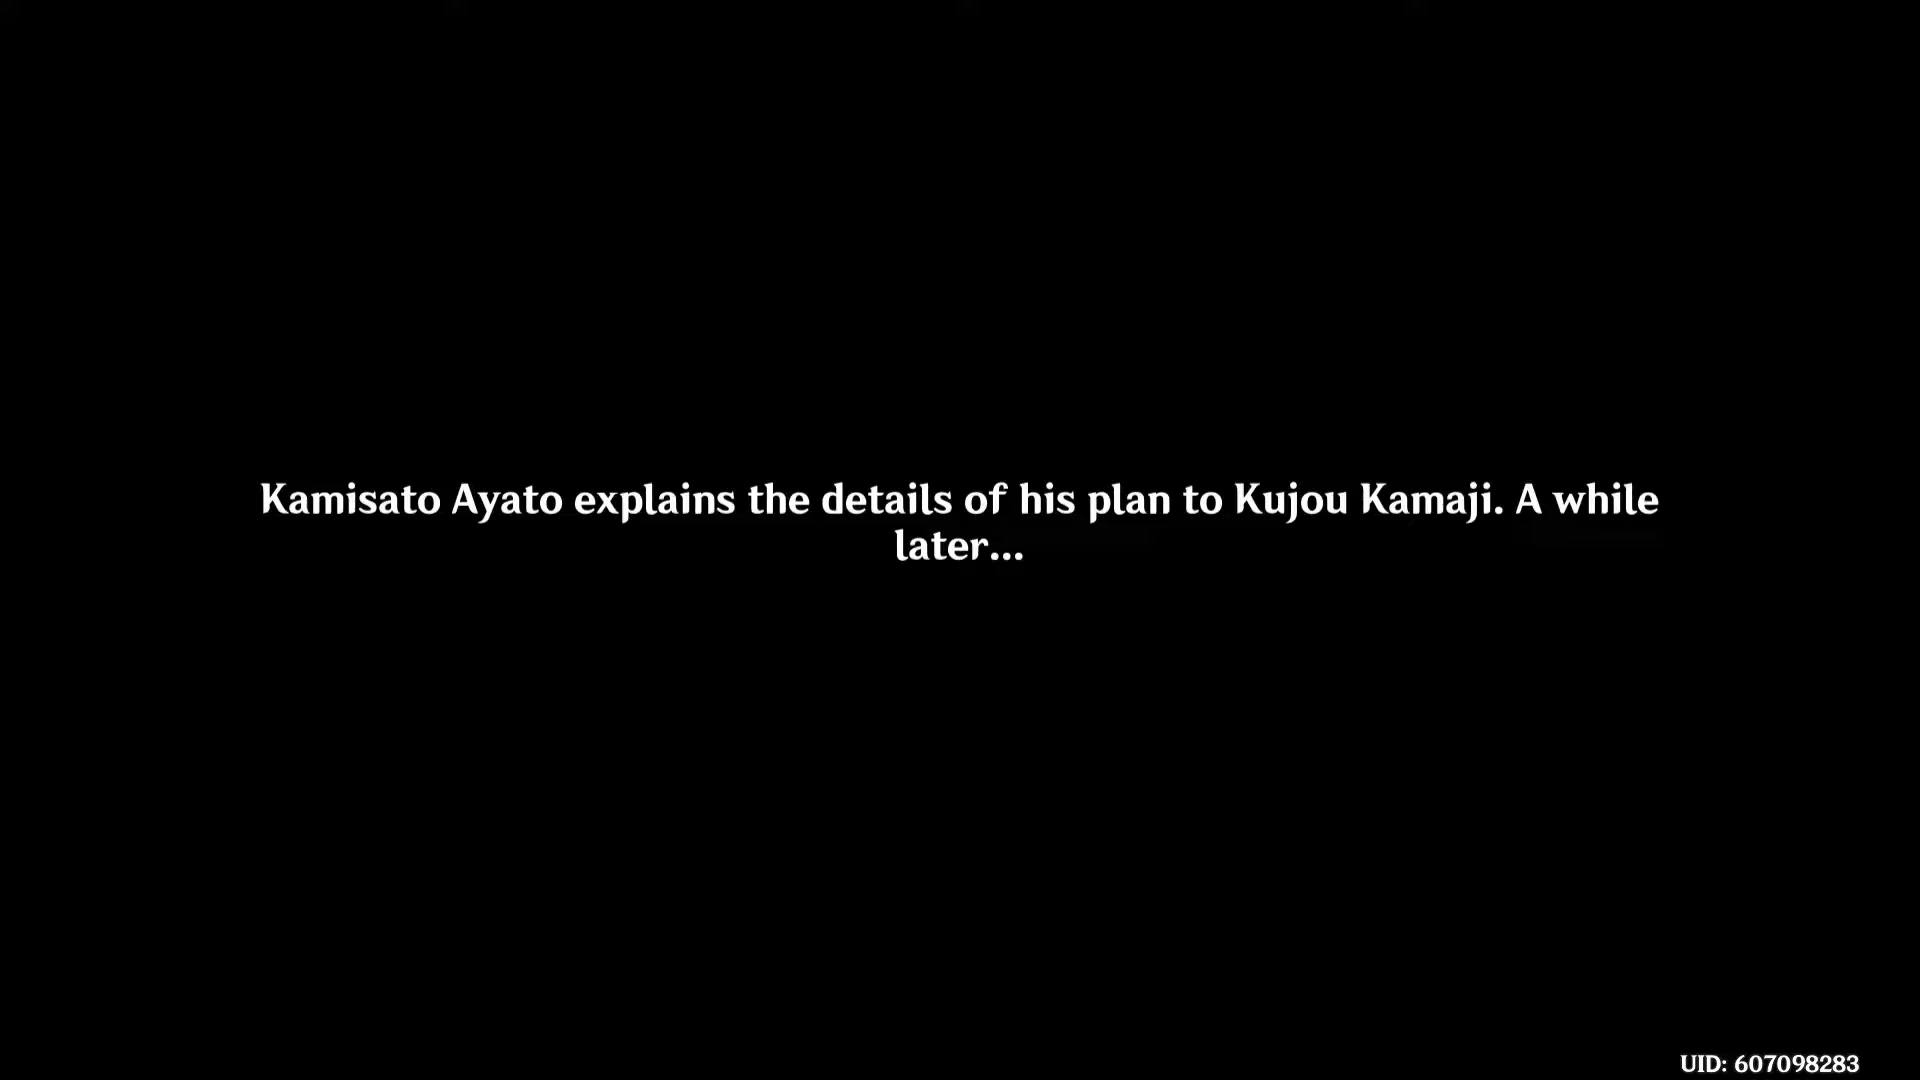 Kamisato Ayato explains the details of his plan to Kujou Kamaji. A while
later...
UID: 607098283